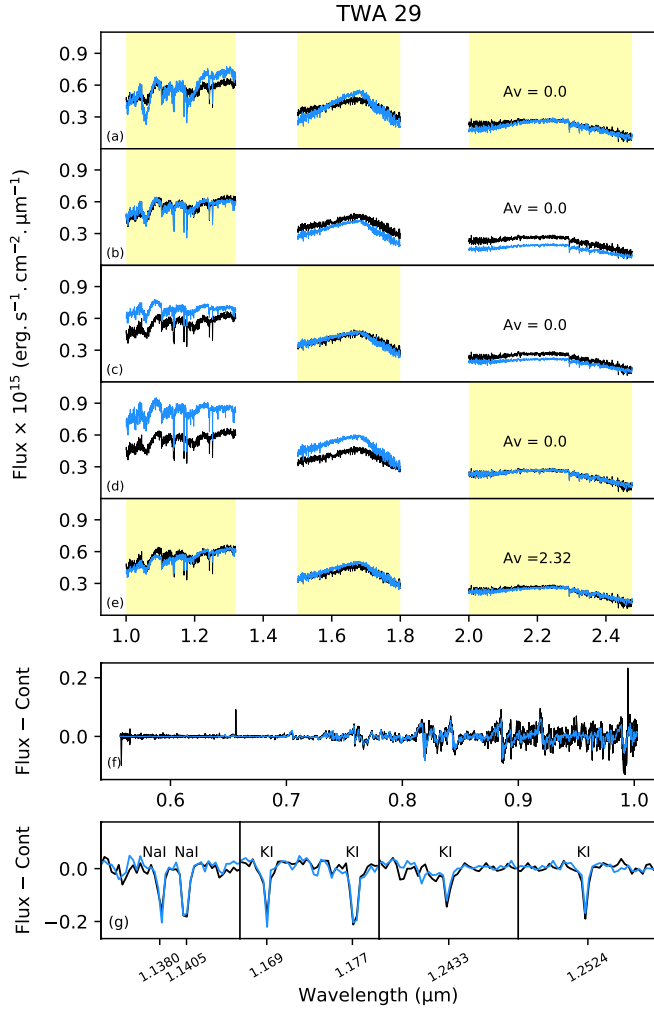 TWA 29
Flux × 10¹⁵ (erg. s⁻¹. cm⁻². μm⁻¹)
0.9
0.6
0.3
Av = 0.0
(a)
0.9
0.6
0.3
Av = 0.0
(b)
0.9
0.6
0.3
Av = 0.0
(c)
0.9
0.6
0.3
Av = 0.0
(d)
0.9
0.6
0.3
Av =2.32
(e)
1.0 1.2 1.4 1.6 1.8 2.0 2.2 2.4
Flux − Cont
0.2
0.0
(f)
0.6 0.7 0.8 0.9 1.0
Flux − Cont
NaI NaI KI KI KI KI
0.0
−0.2
(g)
1.1380 1.1405 1.169 1.177 1.2433 1.2524
Wavelength (μm)